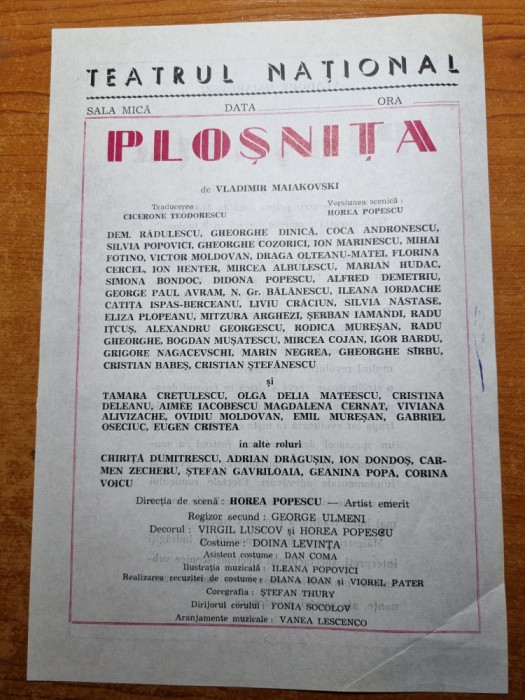 TEATRUL NAȚIONAL
SALA MICĂ DATA ORA
PLOȘNIȚA
de VLADIMIR MAIAKOVSKI
Traducerea Versiunea scenică :
CICERONE TEODORESCU HOREA POPESCU
DEM. RĂDULESCU, GHEORGHE DINICĂ, COCA ANDRONESCU,
SILVIA POPOVICI, GHEORGHE COZORICI, ION MARINESCU, MIHAI
FOTINO, VICTOR MOLDOVAN, DRAGA OLTEANU-MATEI, FLORINA
CERCEL, ION HENTER, MIRCEA ALBULESCU, MARIAN HUDAC,
SIMONA BONDOC, DIDONA POPESCU, ALFRED DEMETRIU,
GEORGE PAUL AVRAM, N. Gr. BĂLĂNESCU, ILEANA IORDACHE
CATIȚA ISPAS-BERCEANU, LIVIU CRĂCIUN, SILVIA NĂSTASE,
ELIZA PLOPEANU, MITZURA ARGHEZI, ȘERBAN IAMANDI, RADU
IȚCUȘ, ALEXANDRU GEORGESCU, RODICA MUREȘAN, RADU
GHEORGHE, BOGDAN MUȘATESCU, MIRCEA COJAN, IGOR BARDU,
GRIGORE NAGACEVSCHI, MARIN NEGREA, GHEORGHE SÎRBU,
CRISTIAN BABEȘ, CRISTIAN ȘTEFĂNESCU
și
TAMARA CREȚULESCU, OLGA DELIA MATEESCU, CRISTINA
DELEANU, AIMÉE IACOBESCU MAGDALENA CERNAT, VIVIANA
ALIVIZACHE, OVIDIU MOLDOVAN, EMIL MUREȘAN, GABRIEL
OSECIUC, EUGEN CRISTEA
în alte roluri
CHIRIȚA DUMITRESCU, ADRIAN DRĂGUȘIN, ION DONDOȘ, CAR-
MEN ZECHERU, ȘTEFAN GAVRILOAIA, GEANINA POPA, CORINA
VOICU
Direcția de scenă : HOREA POPESCU — Artist emerit
Regizor secund : GEORGE ULMENI
Decorul : VIRGIL LUSCOV și HOREA POPESCU
Costume : DOINA LEVINȚA
Asistent costume : DAN COMA
Ilustrația muzicală : ILEANA POPOVICI
Realizarea recuzitei de costume : DIANA IOAN și VIOREL PATER
Coregrafia : ȘTEFAN THURY
Dirijorul corului : FONIA SOCOLOV
Aranjamente muzicale : VANEA LESCENCO